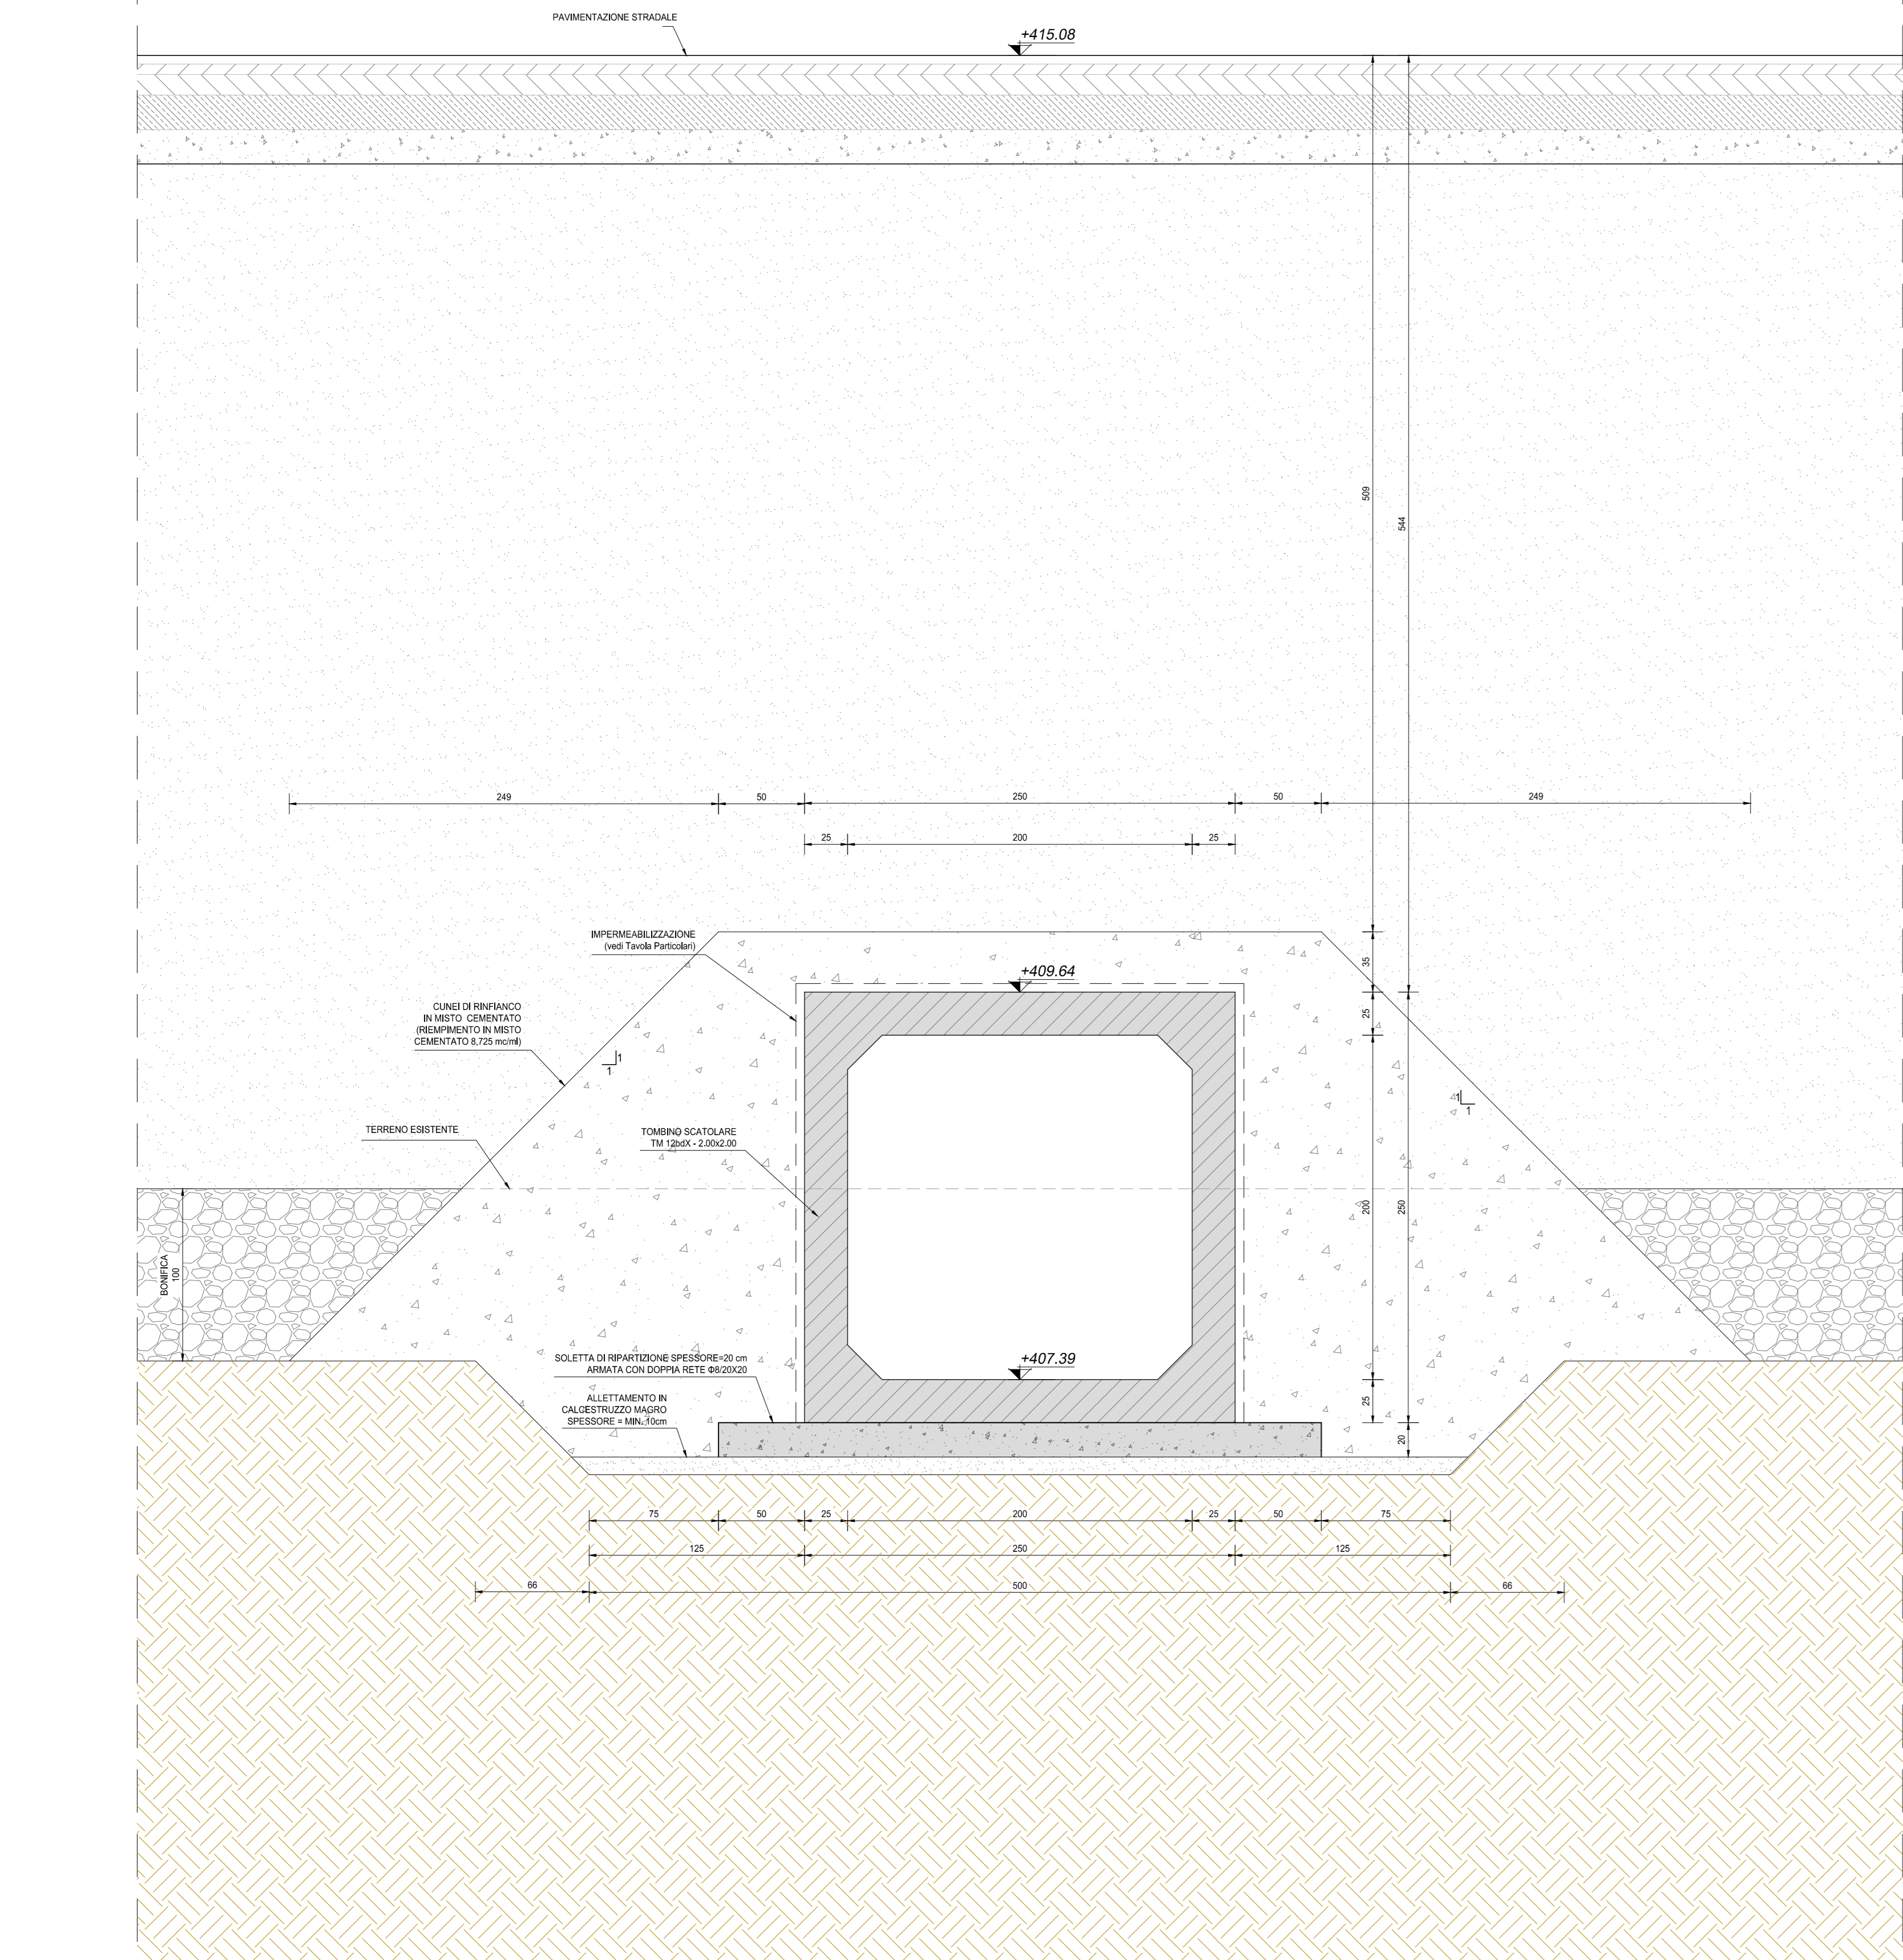 PAVIMENTAZIONE STRADALE
+415.08
509
544
249
50
250
50
249
25
200
25
IMPERMEABILIZZAZIONE
(vedi Tavola Particolari)
35
+409.64
CUNEI DI RINFIANCO
IN MISTO CEMENTATO
(RIEMPIMENTO IN MISTO
CEMENTATO 8,725 mc/ml)
25
1
1
1
1
TERRENO ESISTENTE
TOMBINO SCATOLARE
TM 12bdX - 2.00x2.00
200
250
BONIFICA
100
SOLETTA DI RIPARTIZIONE SPESSORE=20 cm
ARMATA CON DOPPIA RETE Φ8/20X20
+407.39
ALLETTAMENTO IN
CALCESTRUZZO MAGRO
SPESSORE = MIN. 10cm
25
20
75
50
25
200
25
50
75
125
250
125
66
500
66